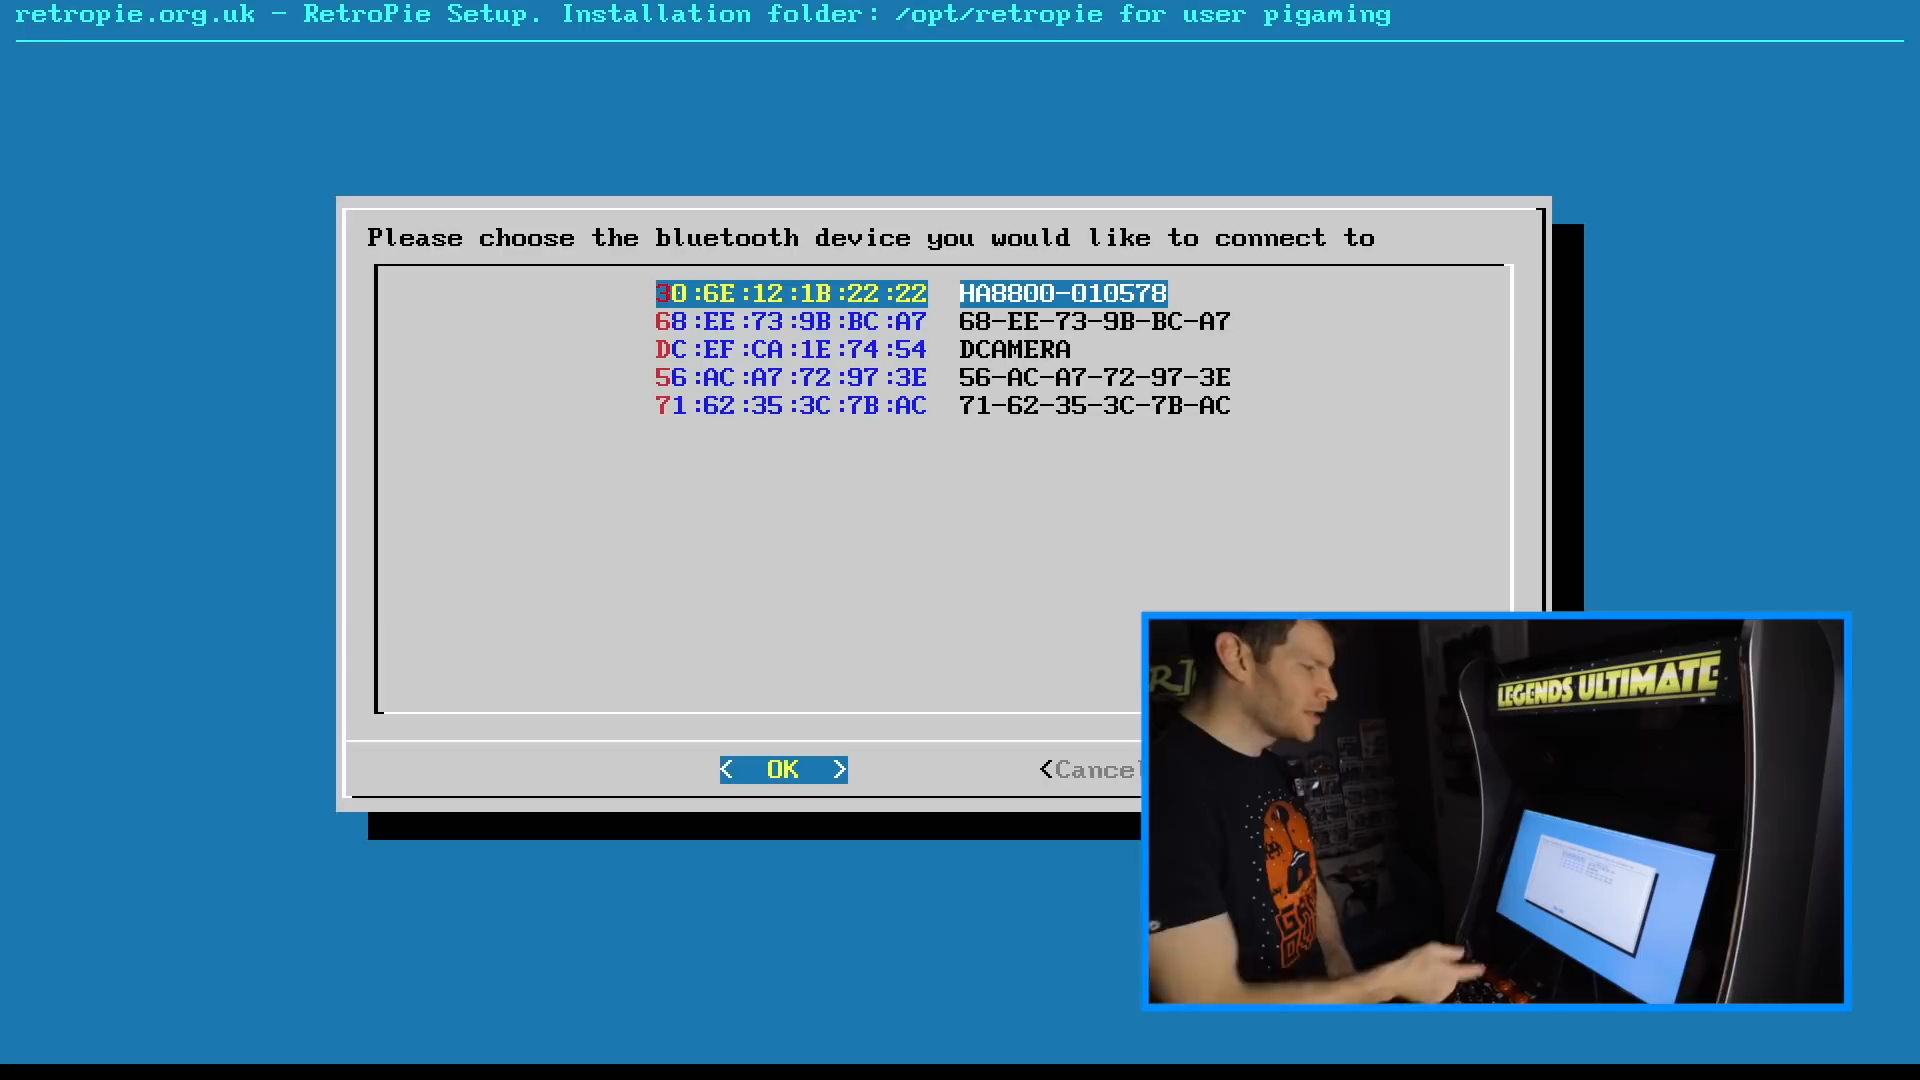 retropie.org.uk - RetroPie Setup. Installation folder: /opt/retropie for user pigaming
Please choose the bluetooth device you would like to connect to
30:6E:12:1B:22:22 HA8800-010578
68:EE:73:9B:BC:A7 68-EE-73-9B-BC-A7
DC:EF:CA:1E:74:54 DCAMERA
56:AC:A7:72:97:3E 56-AC-A7-72-97-3E
71:62:35:3C:7B:AC 71-62-35-3C-7B-AC
< OK > <Cancel
R]
LEGENDS ULTIMATE